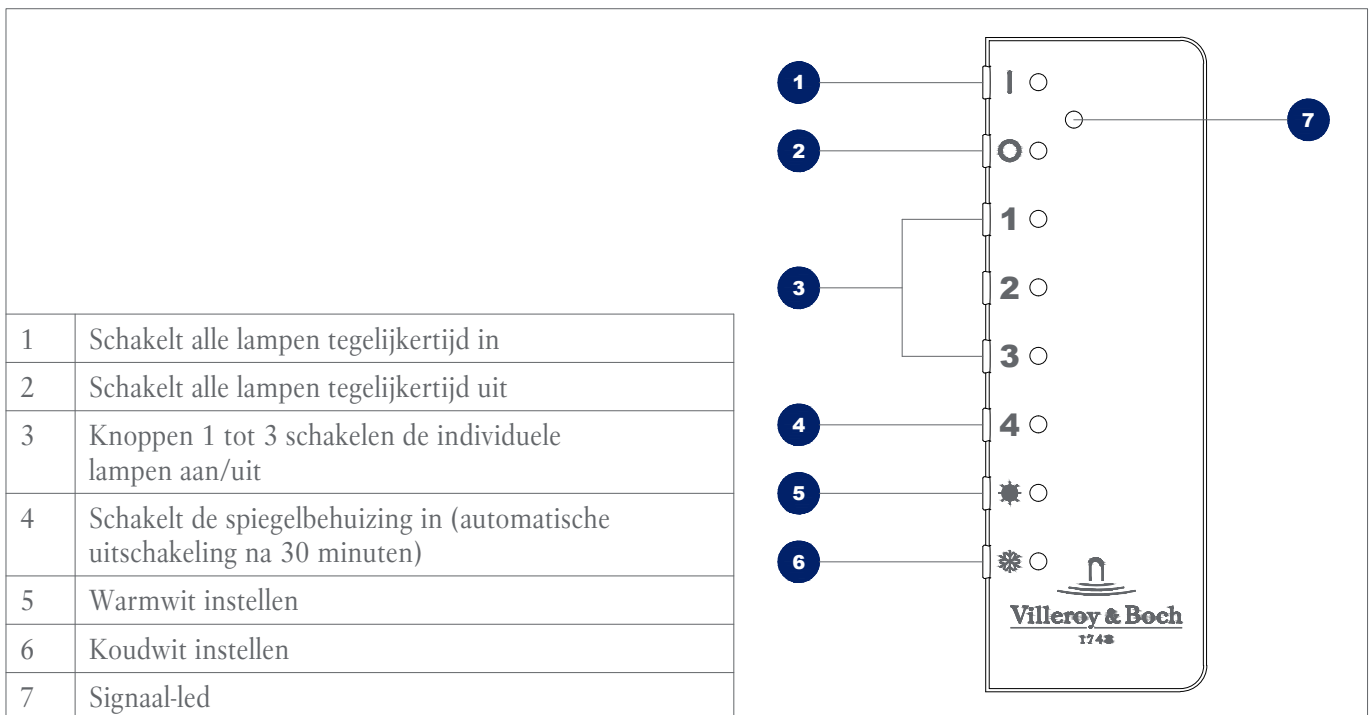 1 Schakelt alle lampen tegelijkertijd in
2 Schakelt alle lampen tegelijkertijd uit
3 Knoppen 1 tot 3 schakelen de individuele
lampen aan/uit
4 Schakelt de spiegelbehuizing in (automatische
uitschakeling na 30 minuten)
5 Warmwit instellen
6 Koudwit instellen
7 Signaal-led
1
I
7
2
O
1
3
2
3
4
4
5
6
Villeroy & Boch
1748